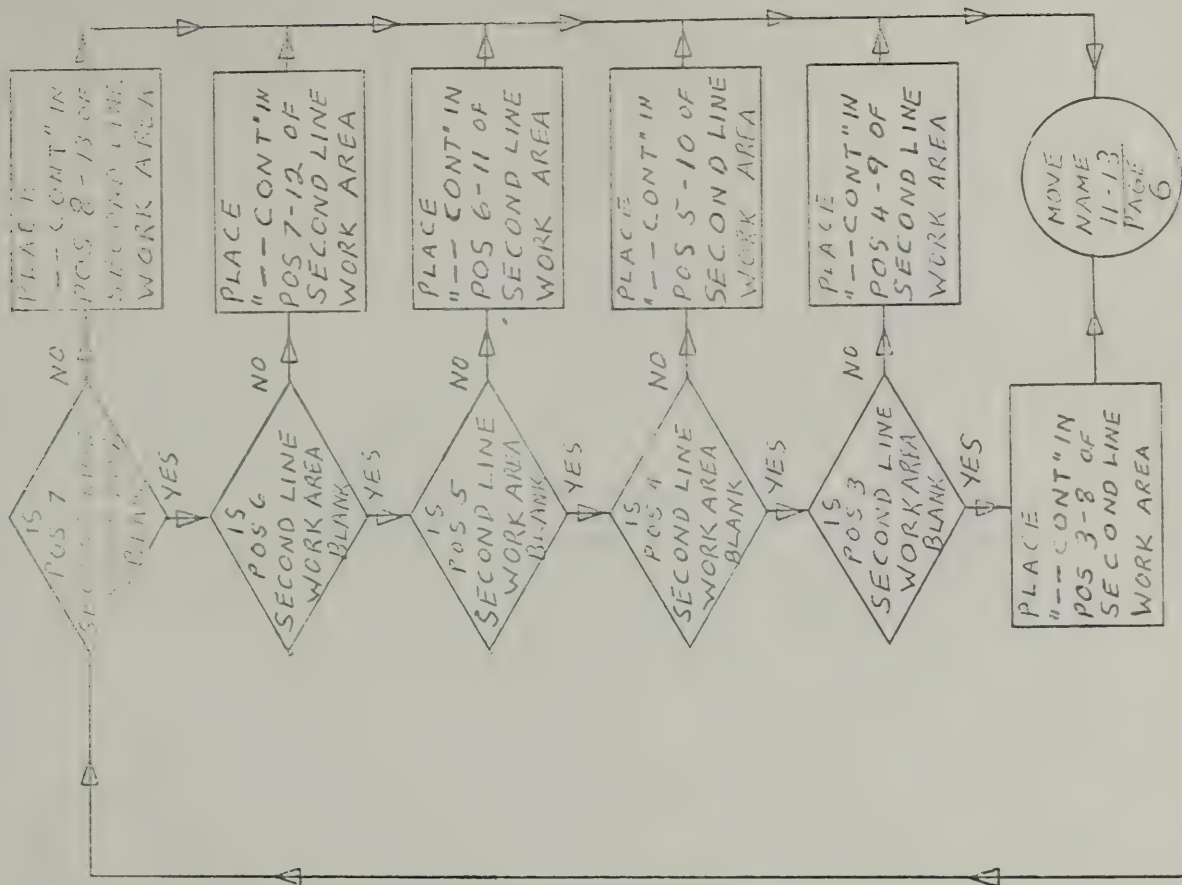 IS
POS 7
NO
PLACE
"--CONT" IN
POS 8-13 OF
SECOND LINE
WORK AREA
YES
IS
POS 6
SECOND LINE
WORK AREA
BLANK
NO
PLACE
"--CONT" IN
POS 7-12 OF
SECOND LINE
WORK AREA
YES
IS
POS 5
SECOND LINE
WORK AREA
BLANK
NO
PLACE
"--CONT" IN
POS 6-11 OF
SECOND LINE
WORK AREA
YES
IS
POS 4
SECOND LINE
WORK AREA
BLANK
NO
PLACE
"--CONT" IN
POS 5-10 OF
SECOND LINE
WORK AREA
YES
IS
POS 3
SECOND LINE
WORK AREA
BLANK
NO
PLACE
"--CONT" IN
POS 4-9 OF
SECOND LINE
WORK AREA
YES
PLACE
"--CONT" IN
POS 3-8 OF
SECOND LINE
WORK AREA
MOVE
NAME
11-13
PAGE
6